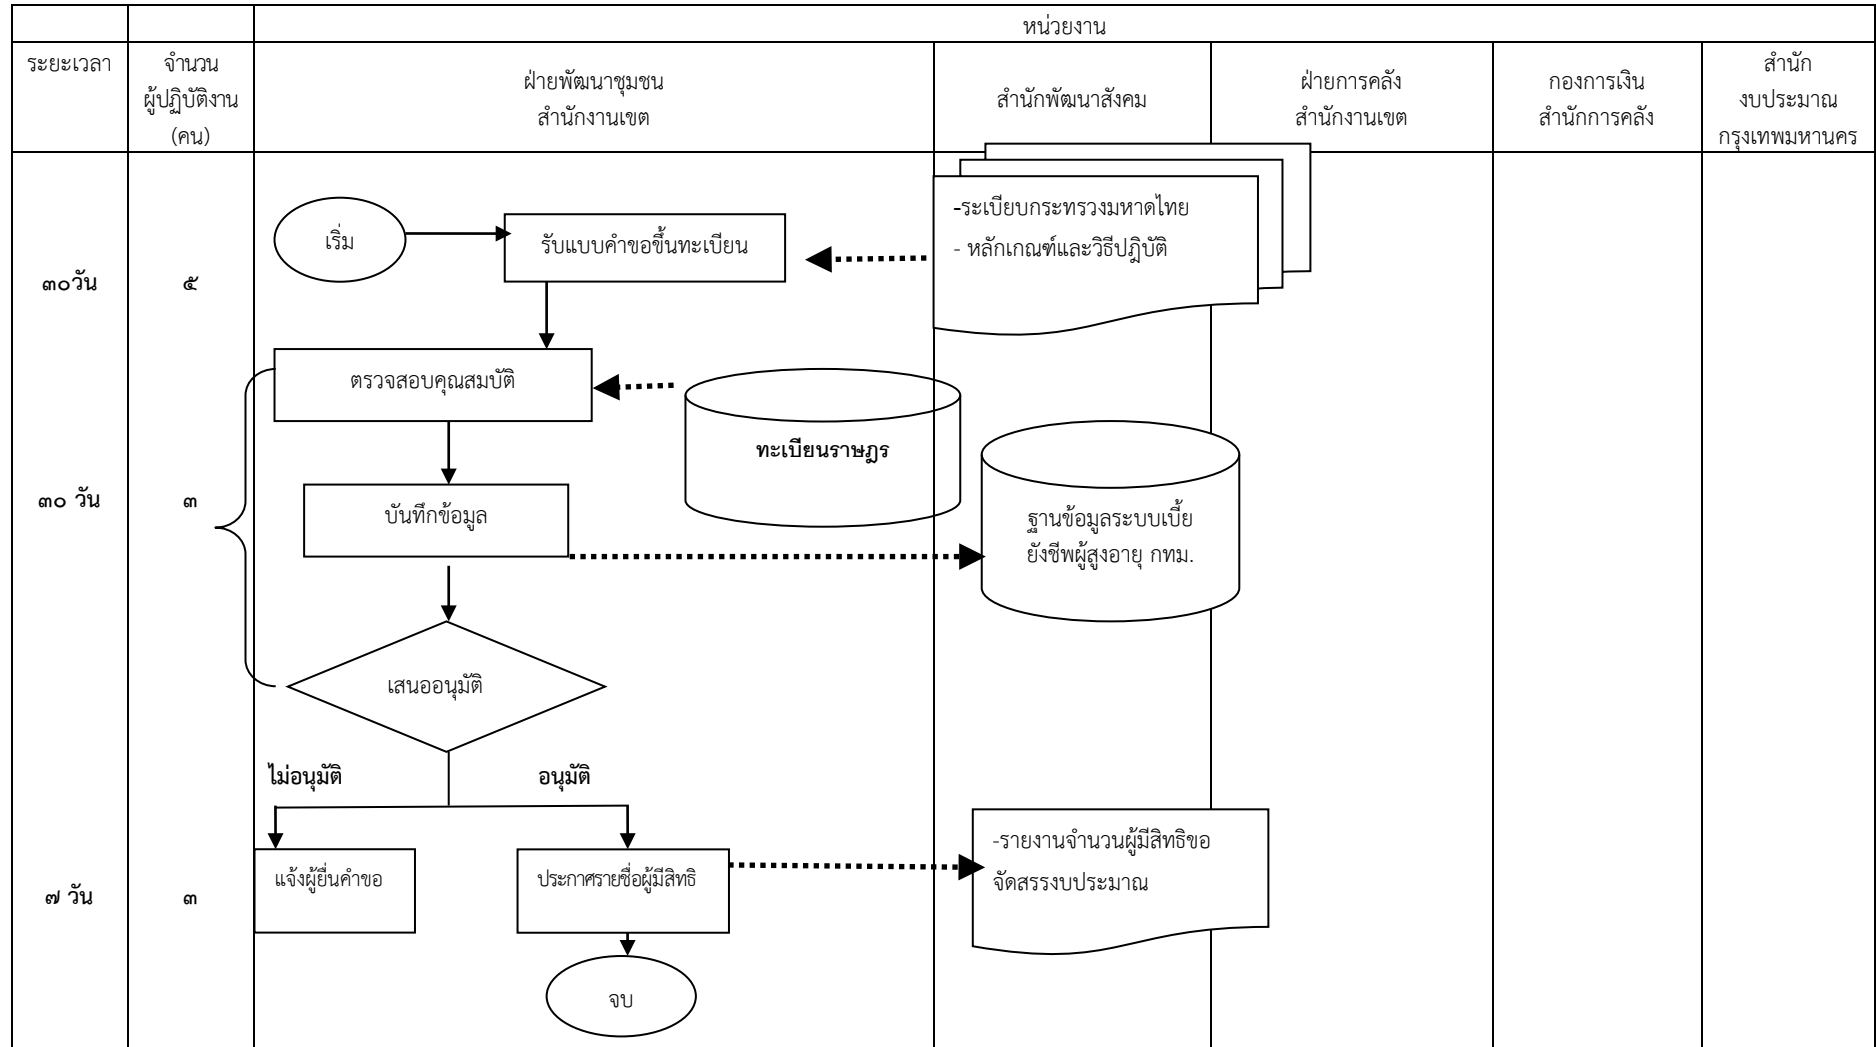 หน่วยงาน
ระยะเวลา
จำนวน
ผู้ปฏิบัติงาน
(คน)
ฝ่ายพัฒนาชุมชน
สำนักงานเขต
สำนักพัฒนาสังคม
ฝ่ายการคลัง
สำนักงานเขต
กองการเงิน
สำนักการคลัง
สำนัก
งบประมาณ
กรุงเทพมหานคร
เริ่ม
รับแบบคำขอขึ้นทะเบียน
-ระเบียบกระทรวงมหาดไทย
- หลักเกณฑ์และวิธีปฎิบัติ
๓๐วัน
๕
ตรวจสอบคุณสมบัติ
ทะเบียนราษฎร
๓๐ วัน
๓
บันทึกข้อมูล
ฐานข้อมูลระบบเบี้ย
ยังชีพผู้สูงอายุ กทม.
เสนออนุมัติ
ไม่อนุมัติ
อนุมัติ
แจ้งผู้ยื่นคำขอ
ประกาศรายชื่อผู้มีสิทธิ
-รายงานจำนวนผู้มีสิทธิขอ
จัดสรรงบประมาณ
๗ วัน
๓
จบ